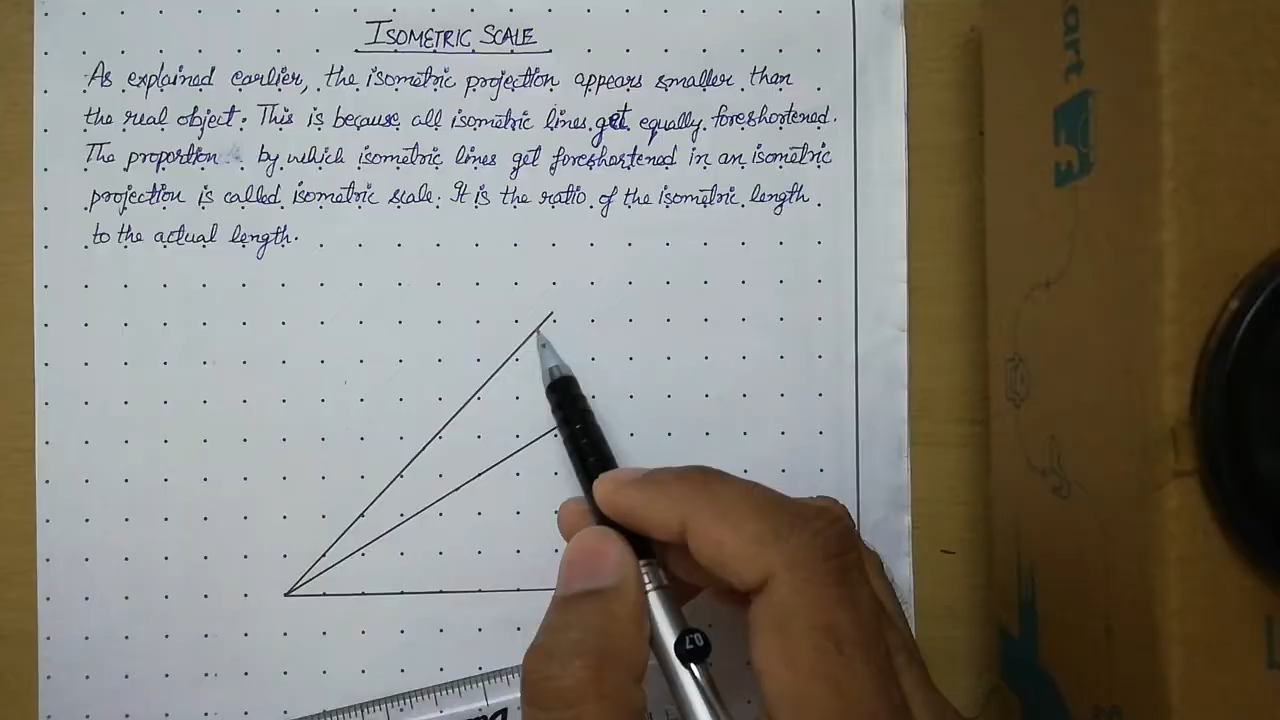 ISOMETRIC SCALE
As explained earlier, the isometric projection appears smaller than
the real object. This is because all isometric lines get equally foreshortened.
The proportion by which isometric lines get foreshortened in an isometric
projection is called isometric scale. It is the ratio of the isometric length
to the actual length.
0.7